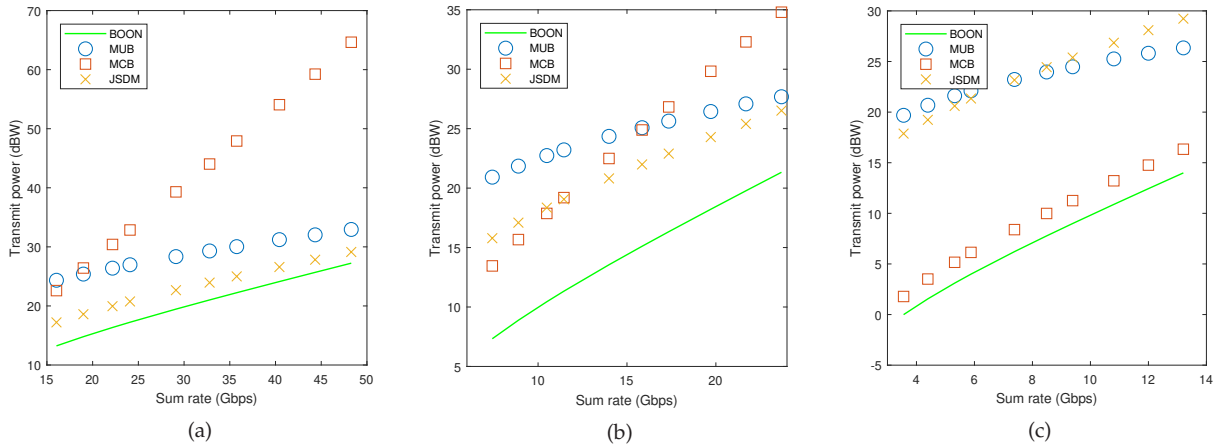 70
60
50
40
30
20
10
Transmit power (dBW)
BOON
MUB
MCB
JSDM
15 20 25 30 35 40 45 50
Sum rate (Gbps)
(a)
35
30
25
20
15
10
5
Transmit power (dBW)
BOON
MUB
MCB
JSDM
10 15 20
Sum rate (Gbps)
(b)
30
25
20
15
10
5
0
-5
Transmit power (dBW)
BOON
MUB
MCB
JSDM
4 6 8 10 12 14
Sum rate (Gbps)
(c)